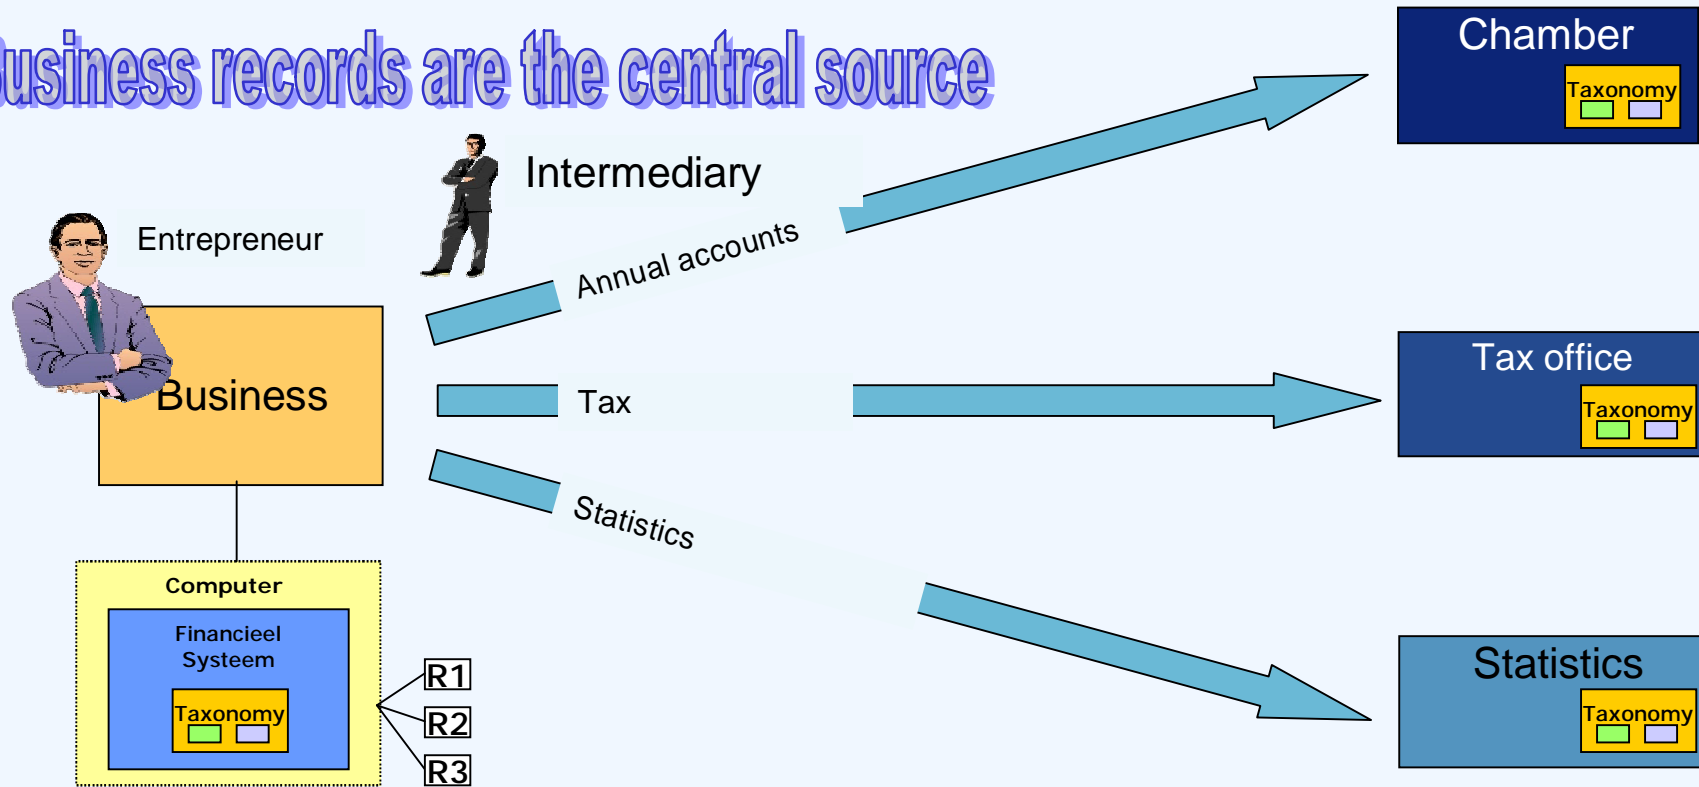 Business records are the central source
Chamber
Taxonomy
Intermediary
Entrepreneur
Annual accounts
Business
Tax
Tax office
Taxonomy
Statistics
Computer
Financieel
Systeem
Taxonomy
R1
R2
R3
Statistics
Taxonomy